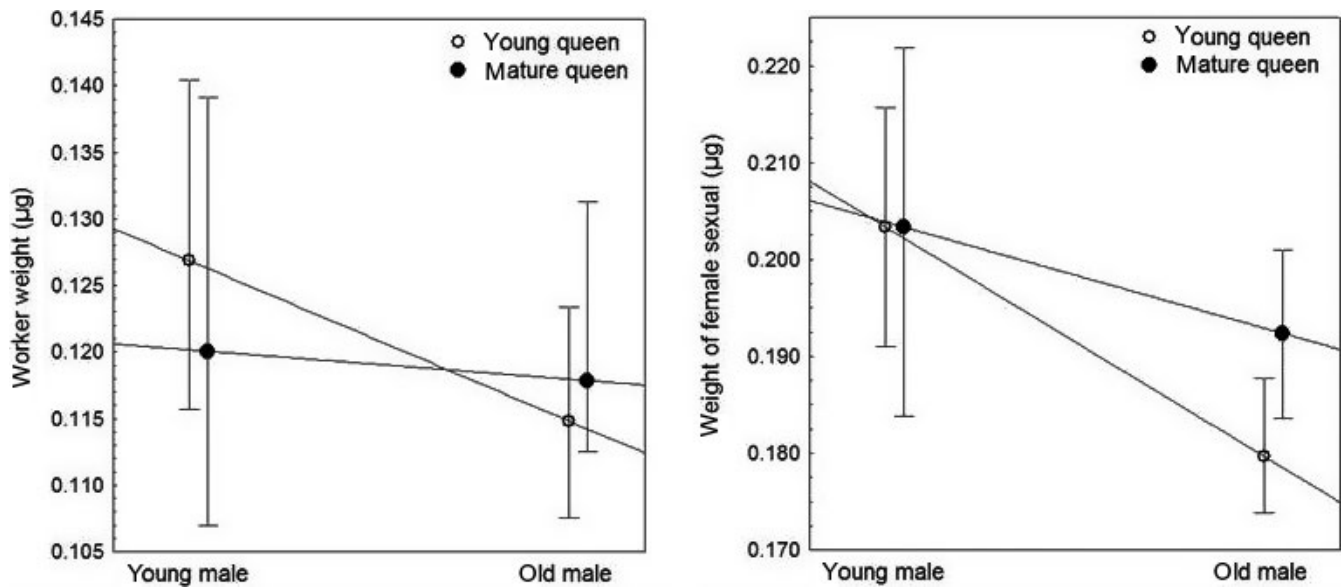 Worker weight (µg)
0.145
0.140
0.135
0.130
0.125
0.120
0.115
0.110
0.105
Young queen
Mature queen
Young male
Old male
Weight of female sexual (µg)
0.220
0.210
0.200
0.190
0.180
0.170
Young queen
Mature queen
Young male
Old male